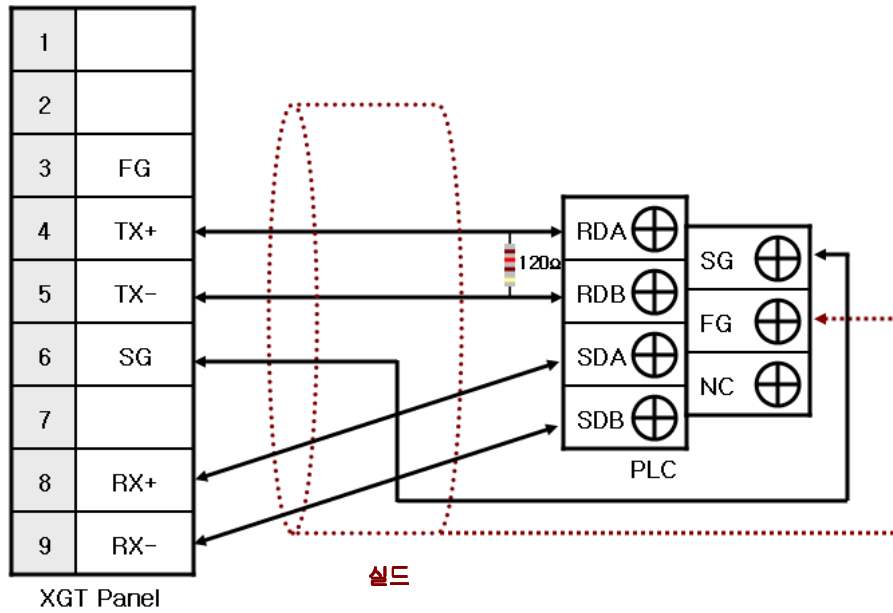 1
2
3 FG
4 TX+
5 TX-
6 SG
7
8 RX+
9 RX-
XGT Panel
120Ω
RDA
RDB
SDA
SDB
SG
FG
NC
PLC
실드